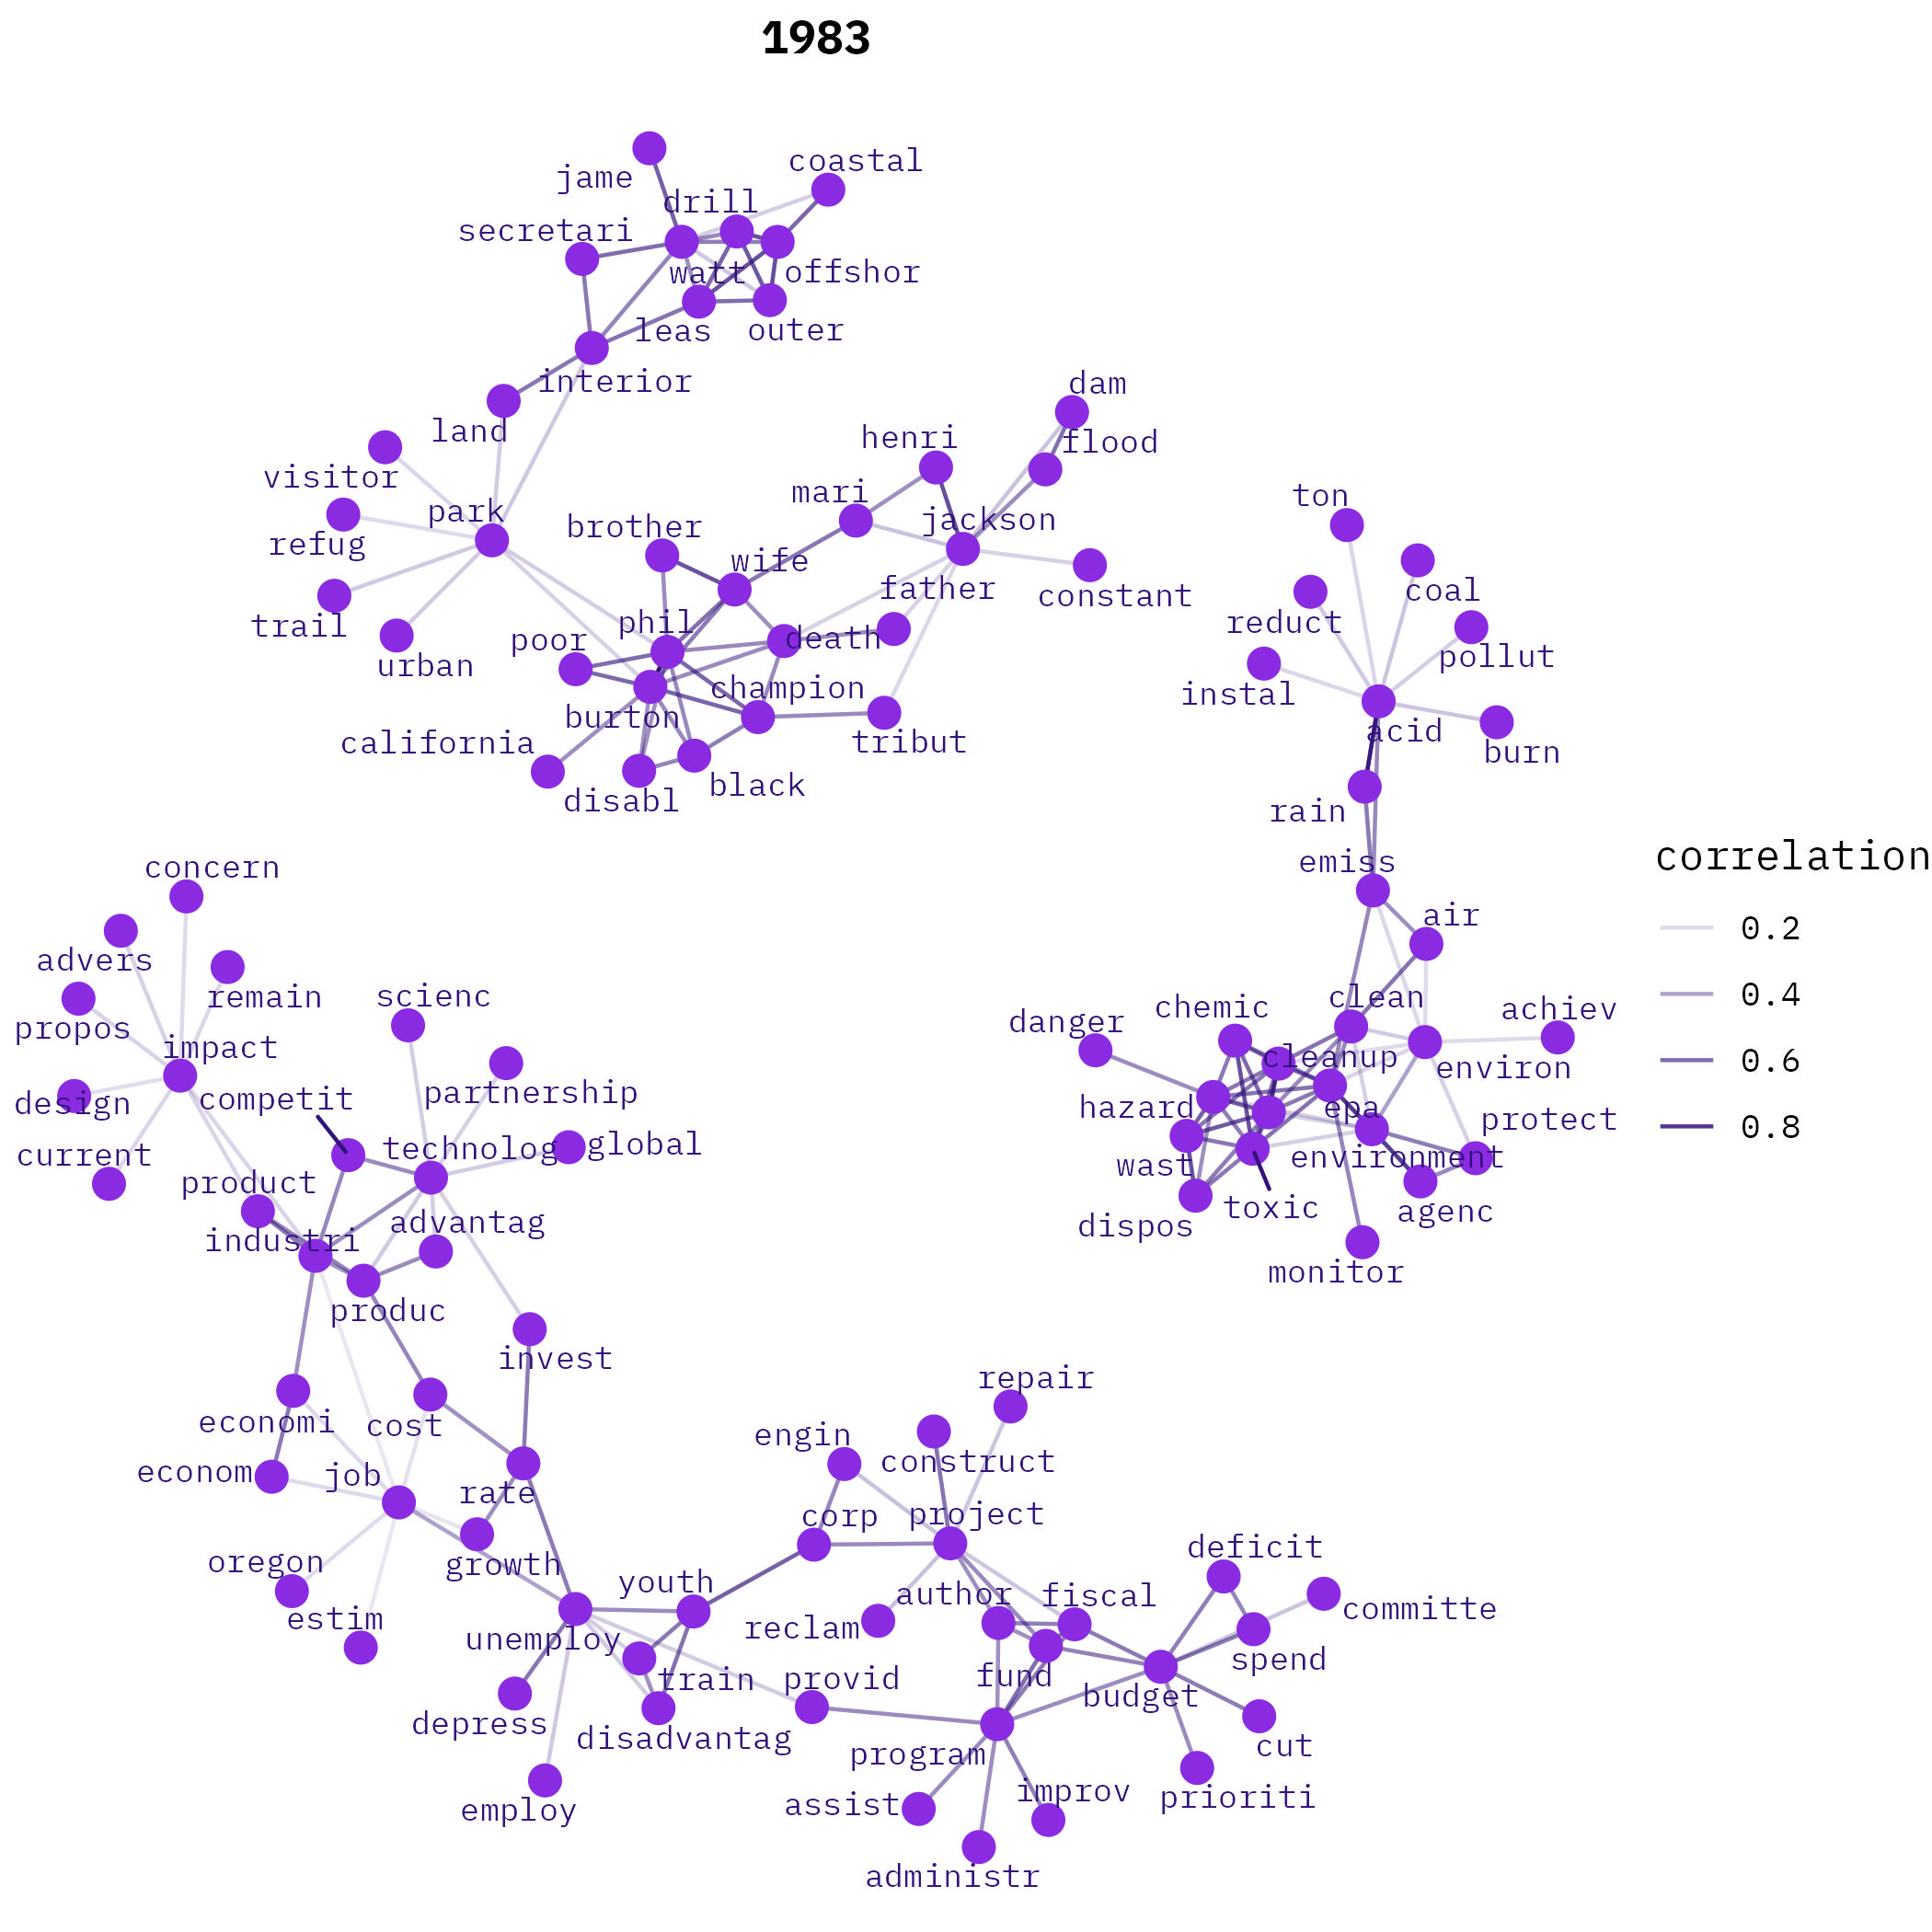 1983
jame
coastal
drill
secretari
watt
offshor
leas
outer
interior
land
dam
henri
flood
visitor
mari
ton
park
brother
jackson
refug
wife
coal
father
constant
trail
phil
reduct
poor
death
urban
pollut
champion
instal
burton
acid
california
tribut
burn
disabl
black
rain
correlation
emiss
concern
air
0.2
advers
0.4
remain
scienc
chemic
clean
achiev
danger
propos
impact
cleanup
environ
0.6
competit
partnership
design
hazard
epa
protect
0.8
technolog
global
current
wast
environment
product
toxic
agenc
advantag
dispos
industri
monitor
produc
invest
repair
economi
cost
engin
construct
econom
job
rate
corp
project
oregon
growth
deficit
youth
author
fiscal
committe
estim
reclam
unemploy
spend
train
provid
fund
budget
depress
disadvantag
program
cut
assist
improv
prioriti
employ
administr